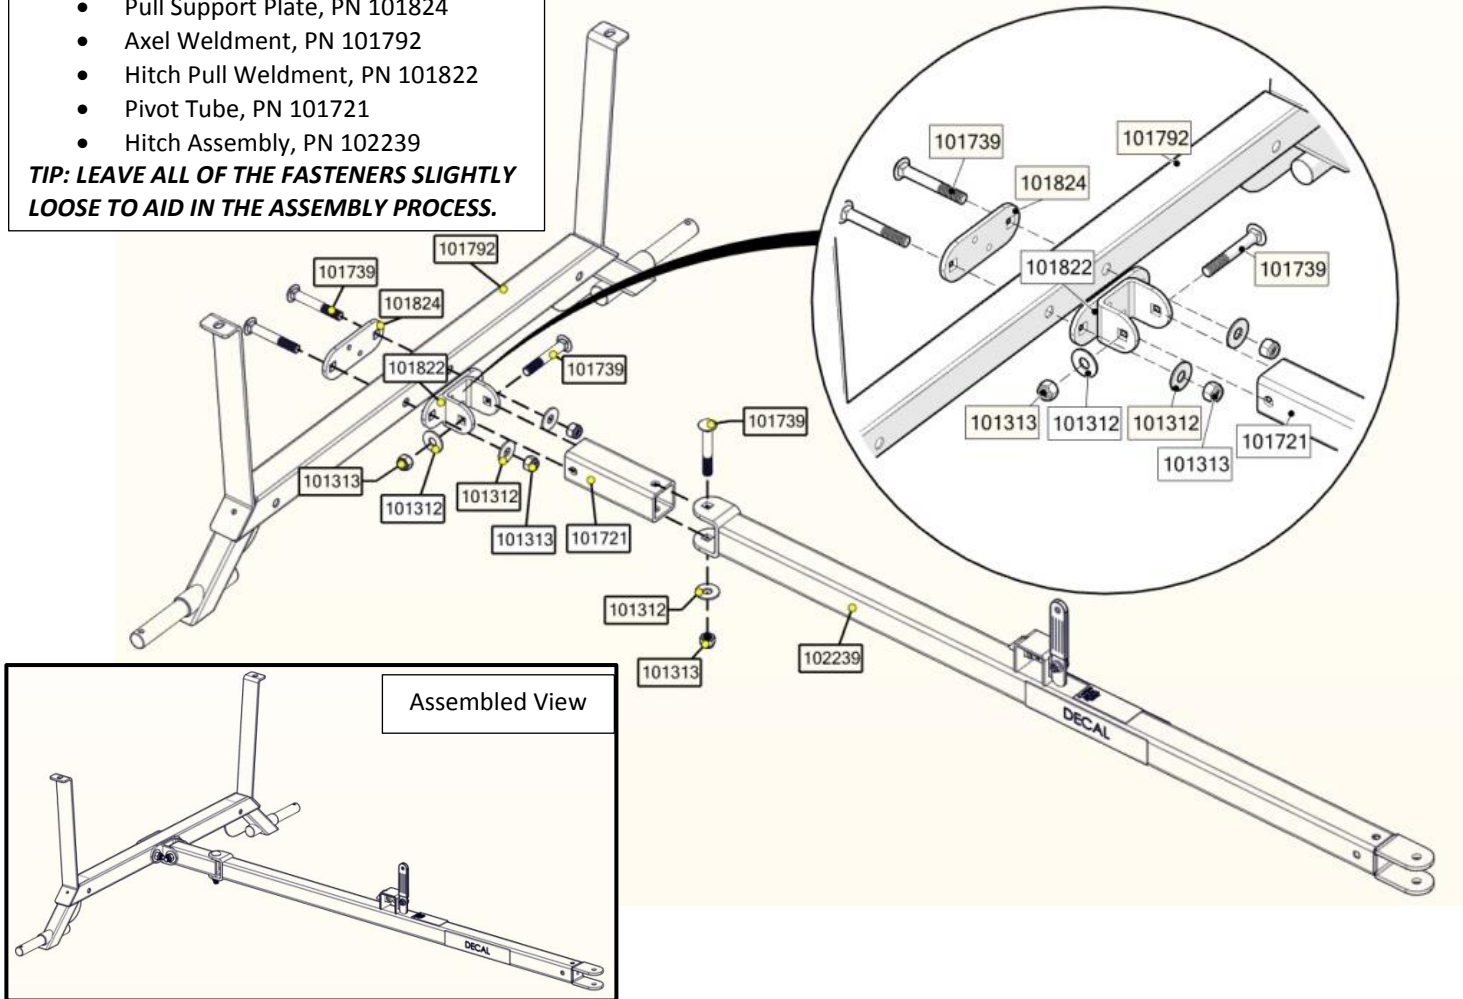 • Pull Support Plate, PN 101824
• Axel Weldment, PN 101792
• Hitch Pull Weldment, PN 101822
• Pivot Tube, PN 101721
• Hitch Assembly, PN 102239
TIP: LEAVE ALL OF THE FASTENERS SLIGHTLY
LOOSE TO AID IN THE ASSEMBLY PROCESS.
101739
101792
101824
101822
101739
101313
101312
101312
101313
101721
101792
101739
101824
101822
101739
101739
101313
101312
101312
101313
101721
101312
101313
102239
DECAL
Assembled View
DECAL